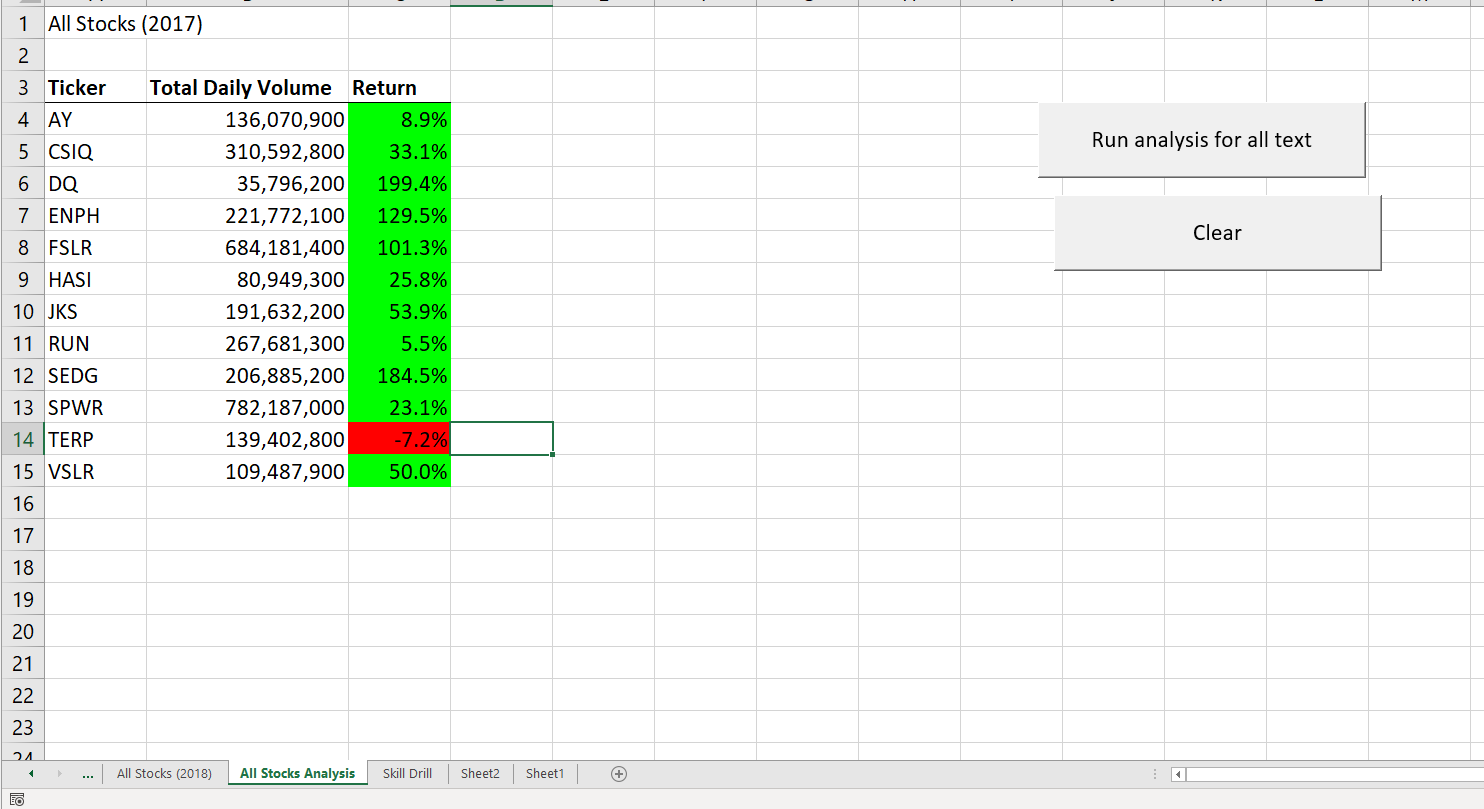 1 All Stocks (2017)
2
3 Ticker Total Daily Volume Return
4 AY 136,070,900 8.9%
5 CSIQ 310,592,800 33.1%
6 DQ 35,796,200 199.4%
7 ENPH 221,772,100 129.5%
8 FSLR 684,181,400 101.3%
9 HASI 80,949,300 25.8%
10 JKS 191,632,200 53.9%
11 RUN 267,681,300 5.5%
12 SEDG 206,885,200 184.5%
13 SPWR 782,187,000 23.1%
14 TERP 139,402,800 -7.2%
15 VSLR 109,487,900 50.0%
16
17
18
19
20
21
22
23
24
Run analysis for all text
Clear
... All Stocks (2018) All Stocks Analysis Skill Drill Sheet2 Sheet1